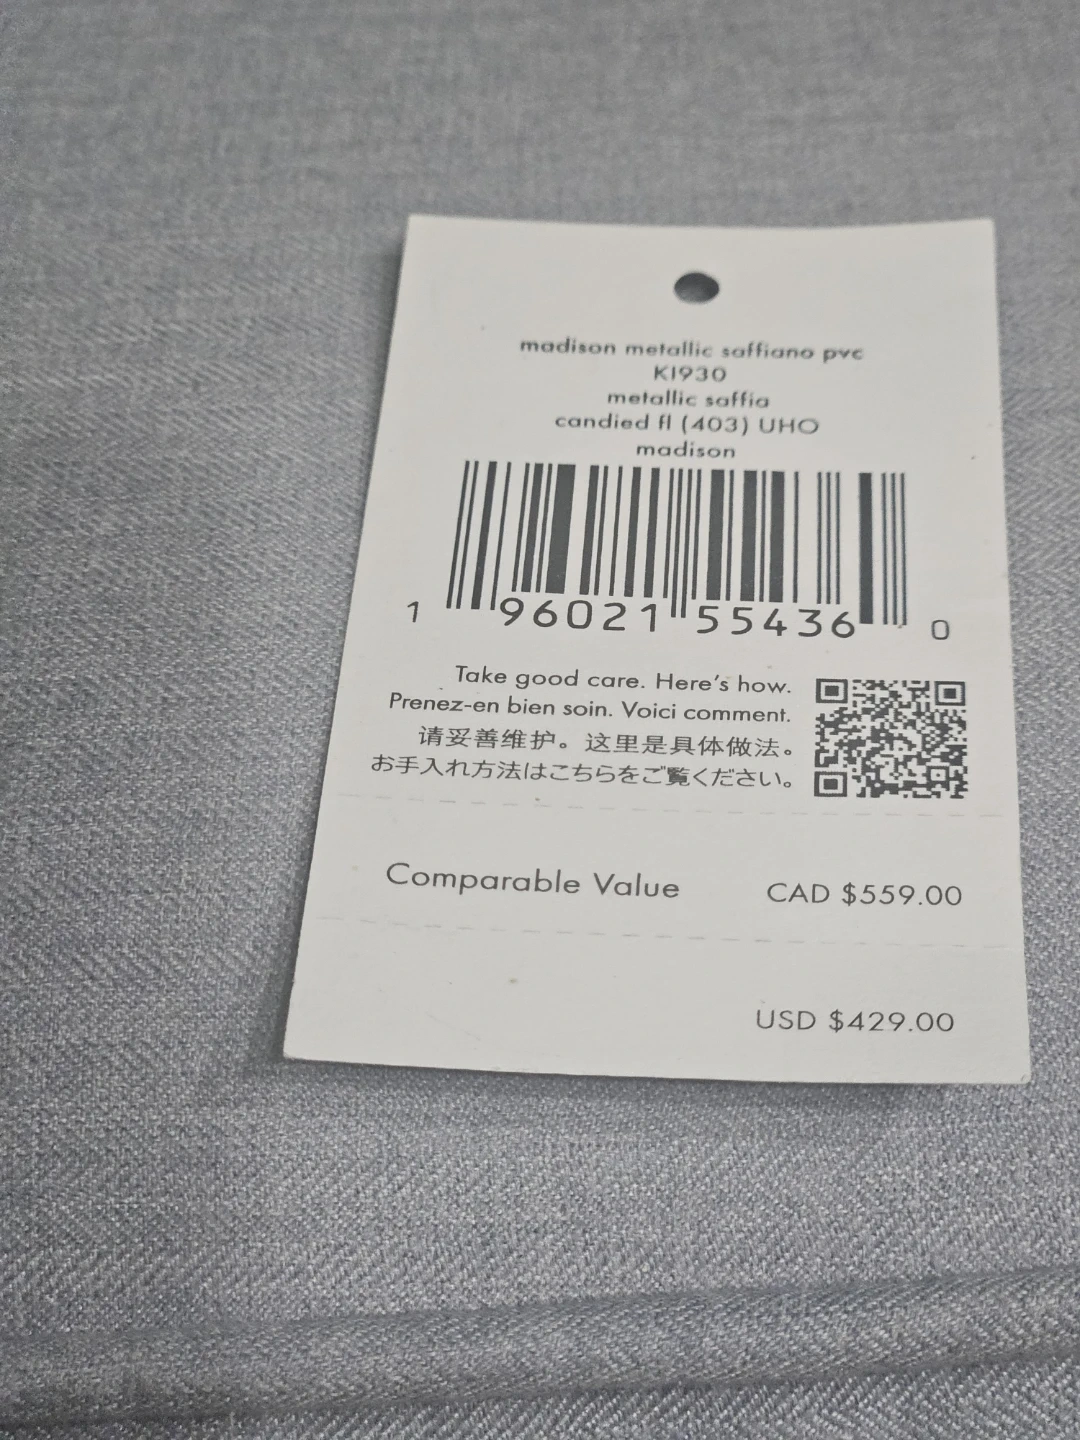 madison metallic saffiano pvc
KI930
metallic saffia
candied fl (403) UHO
madison
1 96021 55436 0
Take good care. Here's how.
Prenez-en bien soin. Voici comment.
请妥善维护。这里是具体做法。
お手入れ方法はこちらをご覧ください。
Comparable Value CAD $559.00
USD $429.00